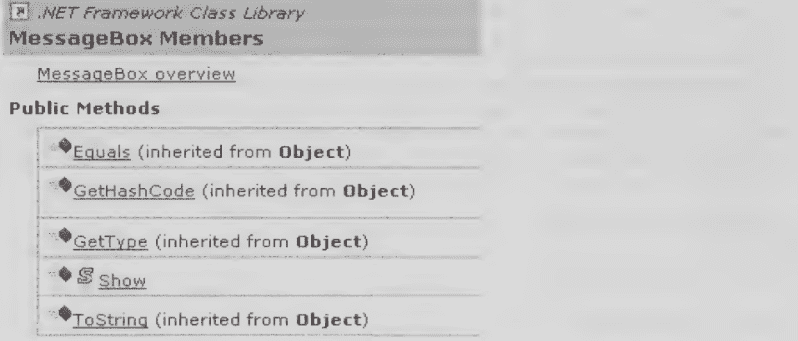 .NET Framework Class Library
MessageBox Members
MessageBox overview
Public Methods
Equals (inherited from Object)
GetHashCode (inherited from Object)
GetType (inherited from Object)
S Show
ToString (inherited from Object)